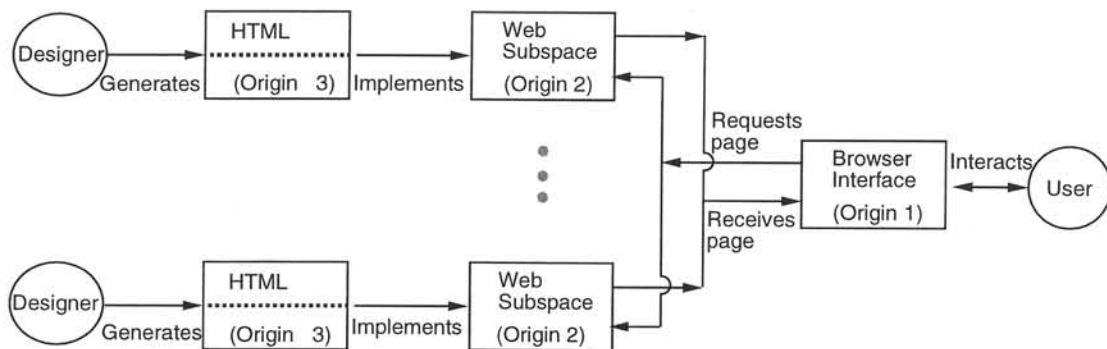 Designer
Generates
HTML
(Origin 3)
Implements
Web
Subspace
(Origin 2)
Requests
page
Receives
page
Browser
Interface
(Origin 1)
Interacts
User
Designer
Generates
HTML
(Origin 3)
Implements
Web
Subspace
(Origin 2)